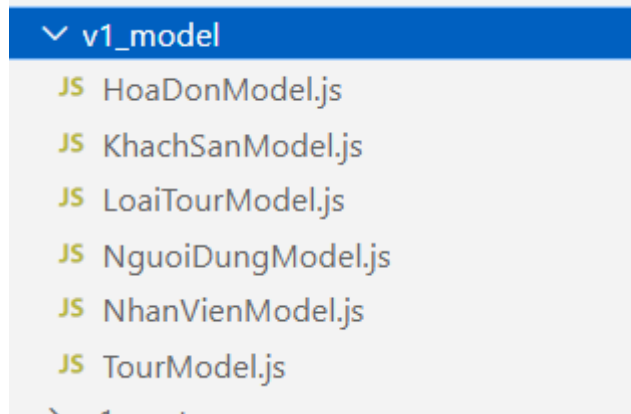 v1_model
JS HoaDonModel.js
JS KhachSanModel.js
JS LoaiTourModel.js
JS NguoiDungModel.js
JS NhanVienModel.js
JS TourModel.js